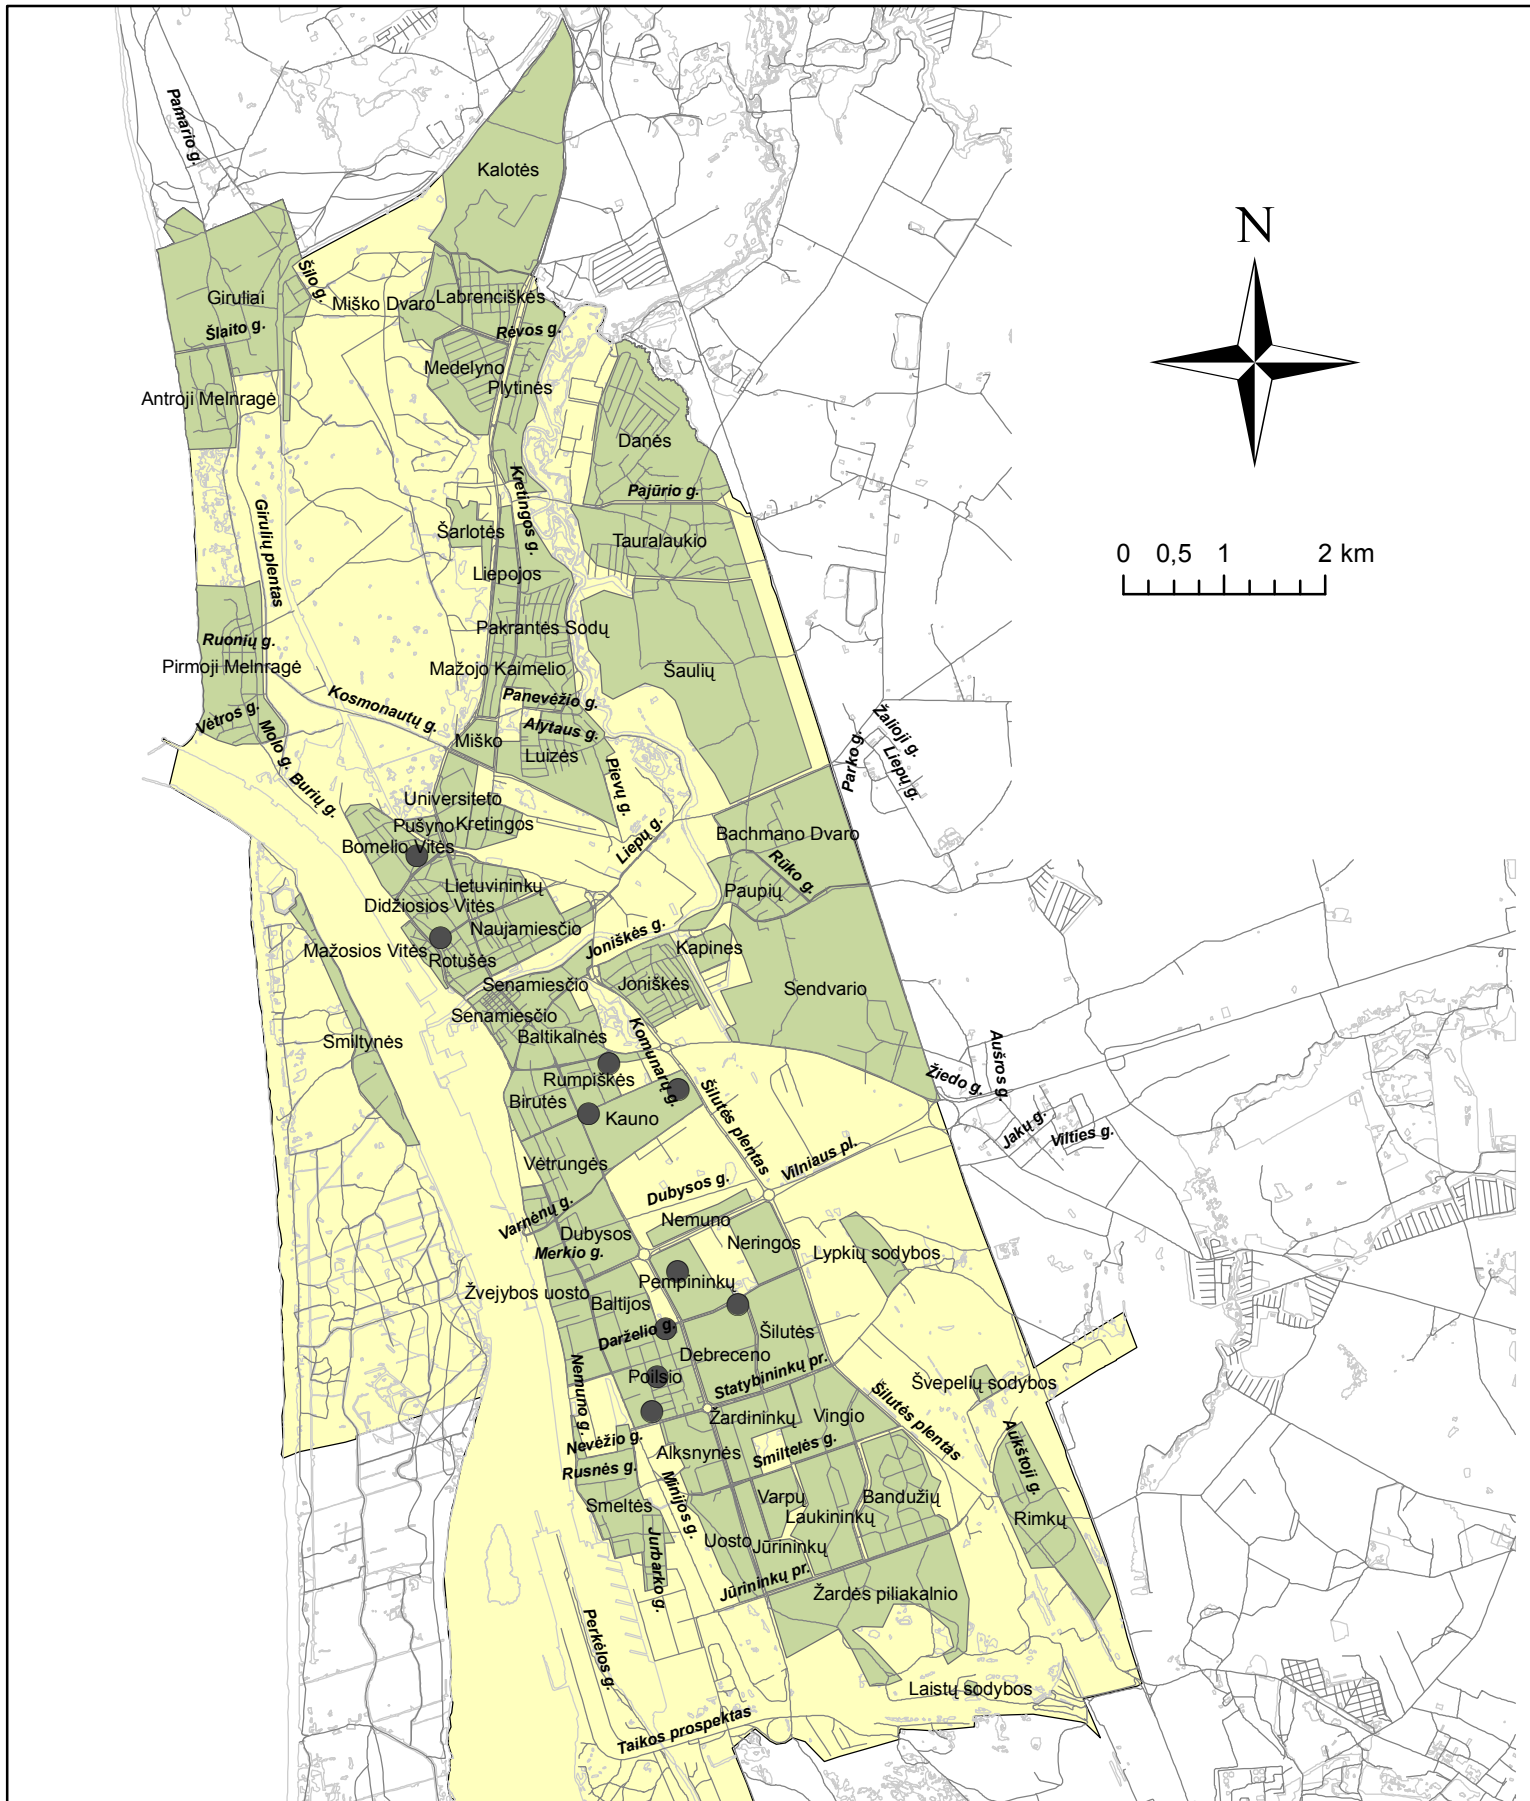 Pamario g.
Kalotės
N
Šilo g.
Giruliai
Miško Dvaro
Labrenciškės
Šlaito g.
Rėvos g.
Medelyno
Plytinės
Antroji Melnragė
Danės
Kretingos g.
Pajūrio g.
Girulių plentas
Šarlotės
Tauralaukio
0 0,5 1 2 km
Liepojos
Ruonių g.
Pakrantės Sodų
Pirmoji Melnragė
Mažojo Kaimelio
Šaulių
Kosmonautų g.
Panevėžio g.
Vėtros g.
Alytaus g.
Žalioji g.
Molo g.
Miško
Luizės
Parko g.
Liepų g.
Burių g.
Pievų g.
Universiteto
Pušyno
Kretingos
Bachmano Dvaro
Bomelio Vitės
Liepų g.
Rūko g.
Lietuvininkų
Paupių
Didžiosios Vitės
Naujamiesčio
Joniškės g.
Mažosios Vitės
Rotušės
Kapines
Senamiesčio
Joniškės
Sendvario
Senamiesčio
Smiltynės
Baltikalnės
Komunarų g.
Aušros g.
Rumpiškės
Žiedo g.
Birutės
Kauno
Šilutės plentas
Jakų g.
Vilties g.
Vėtrungės
Vilniaus pl.
Dubysos g.
Varnėnų g.
Nemuno
Dubysos
Neringos
Lypkių sodybos
Merkio g.
Žvejybos uosto
Pempininkų
Baltijos
Darželio g.
Šilutės
Debreceno
Poilsio
Statybininkų pr.
Švepelių sodybos
Nemuno g.
Šilutės plentas
Žardininkų
Vingio
Nevėžio g.
Alksnynės
Smiltelės g.
Aukštoji g.
Rusnės g.
Minijos g.
Smeltės
Varpų
Bandužių
Laukininkų
Rimkų
Uosto
Jūrininkų
Jurbarko g.
Jūrininkų pr.
Žardės piliakalnio
Perkėlos g.
Laistų sodybos
Taikos prospektas